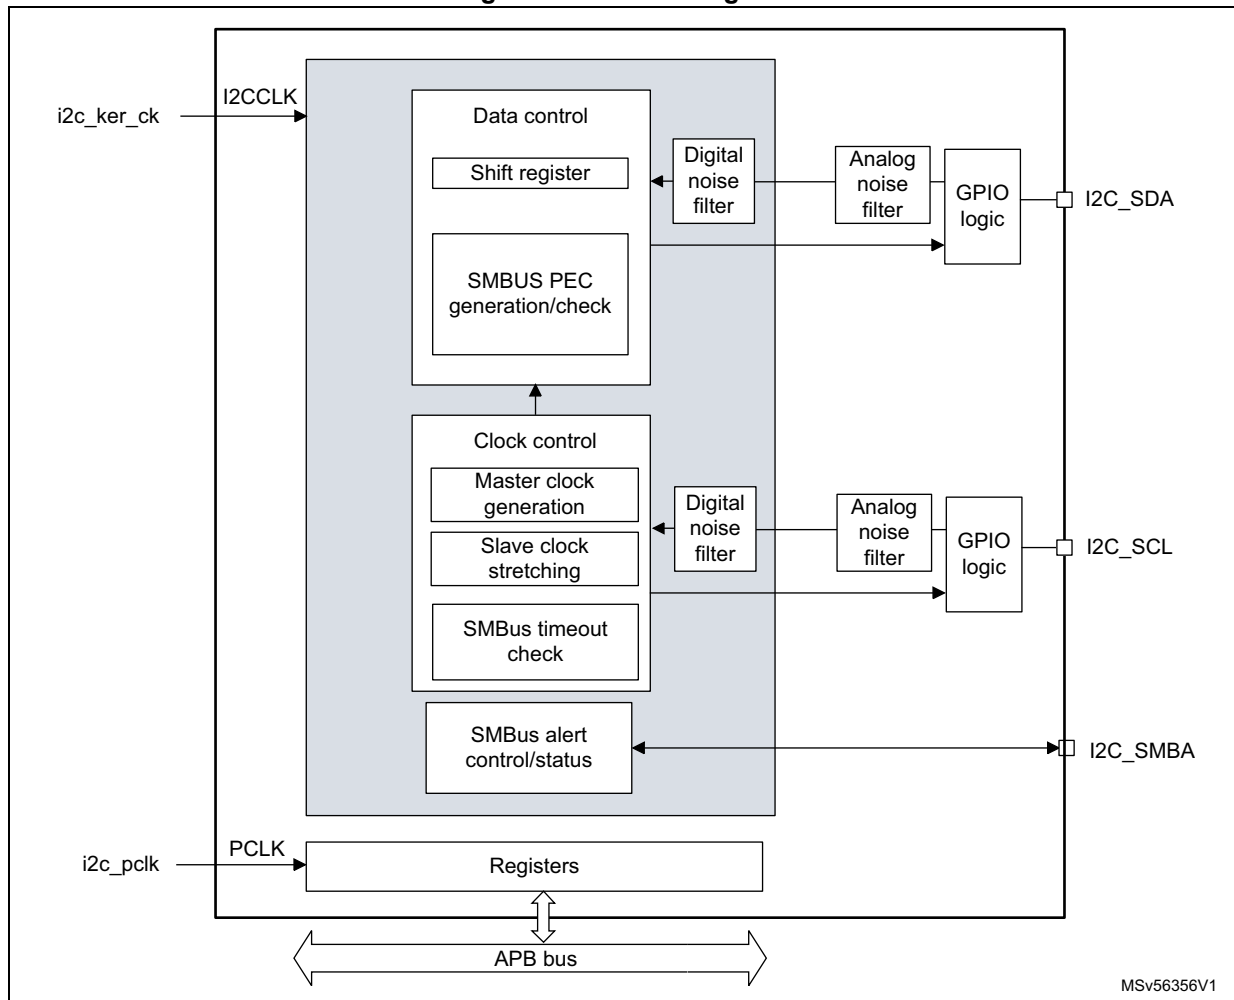 I2CCLK
i2c_ker_ck
Data control
Shift register
SMBUS PEC
generation/check
Digital
noise
filter
Analog
noise
filter
GPIO
logic
I2C_SDA
Clock control
Master clock
generation
Slave clock
stretching
SMBus timeout
check
Digital
noise
filter
Analog
noise
filter
GPIO
logic
I2C_SCL
SMBus alert
control/status
I2C_SMBA
PCLK
i2c_pclk
Registers
APB bus
MSv56356V1